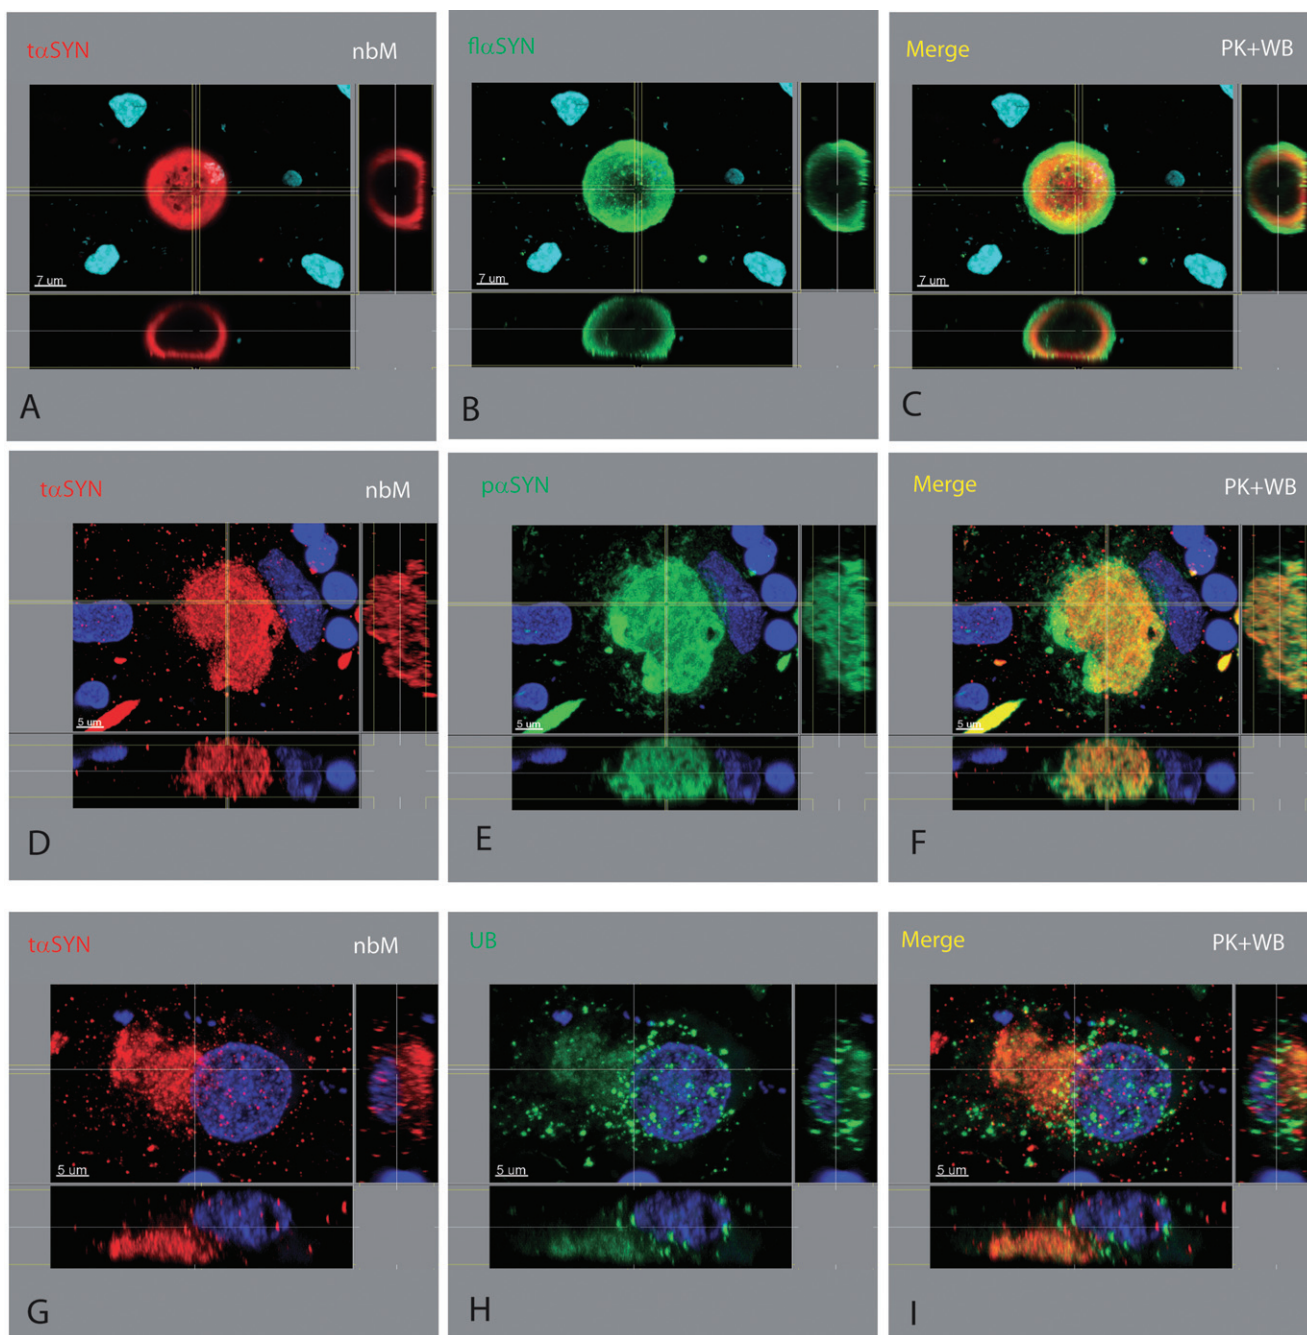 tαSYN nbM
flαSYN
Merge PK+WB
7 um
7 um
7 um
A
B
C
tαSYN nbM
pαSYN
Merge PK+WB
5 um
5 um
5 um
D
E
F
tαSYN nbM
UB
Merge PK+WB
5 um
5 um
5 um
G
H
I